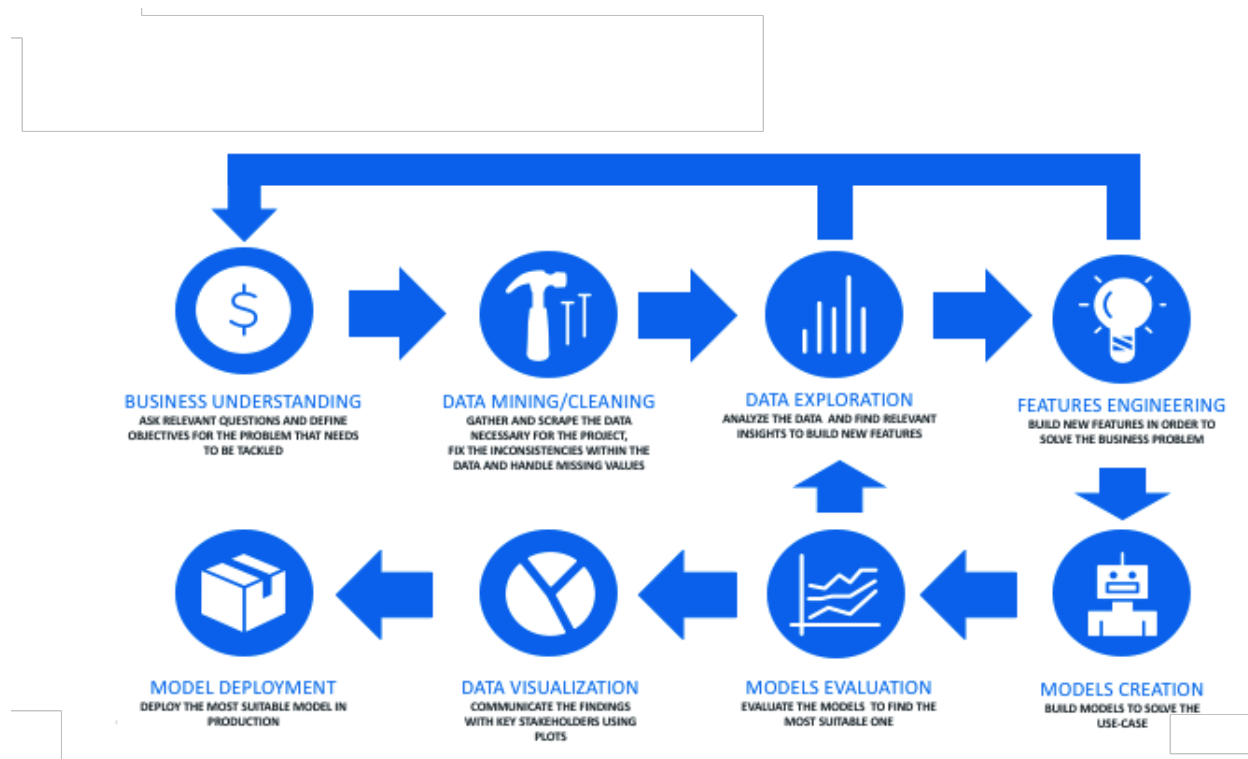 BUSINESS UNDERSTANDING
ASK RELEVANT QUESTIONS AND DEFINE
OBJECTIVES FOR THE PROBLEM THAT NEEDS
TO BE TACKLED
DATA MINING/CLEANING
GATHER AND SCRAPE THE DATA
NECESSARY FOR THE PROJECT,
FIX THE INCONSISTENCIES WITHIN THE
DATA AND HANDLE MISSING VALUES
DATA EXPLORATION
ANALYZE THE DATA AND FIND RELEVANT
INSIGHTS TO BUILD NEW FEATURES
FEATURES ENGINEERING
BUILD NEW FEATURES IN ORDER TO
SOLVE THE BUSINESS PROBLEM
MODEL DEPLOYMENT
DEPLOY THE MOST SUITABLE MODEL IN
PRODUCTION
DATA VISUALIZATION
COMMUNICATE THE FINDINGS
WITH KEY STAKEHOLDERS USING
PLOTS
MODELS EVALUATION
EVALUATE THE MODELS TO FIND THE
MOST SUITABLE ONE
MODELS CREATION
BUILD MODELS TO SOLVE THE
USE-CASE